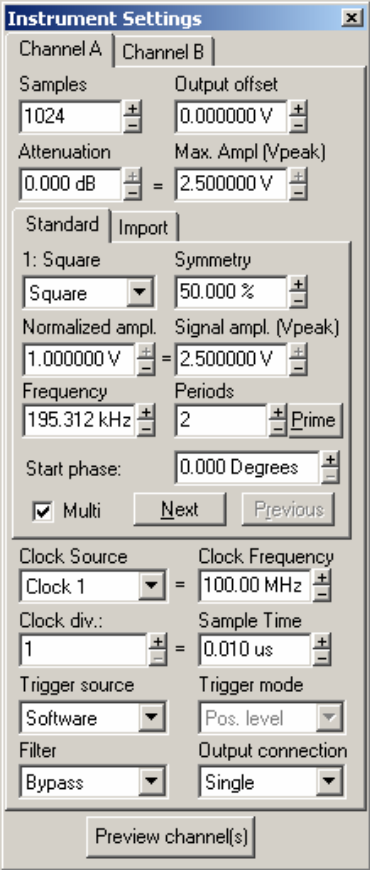 Instrument Settings
Channel A Channel B
Samples Output offset
1024 0.000000 V
Attenuation Max. Ampl (Vpeak)
0.000 dB = 2.500000 V
Standard Import
1: Square Symmetry
Square 50.000 %
Normalized ampl. Signal ampl. (Vpeak)
1.000000 V = 2.500000 V
Frequency Periods
195.312 kHz 2 Prime
Start phase: 0.000 Degrees
Multi Next Previous
Clock Source Clock Frequency
Clock 1 = 100.00 MHz
Clock div.: Sample Time
1 = 0.010 us
Trigger source Trigger mode
Software Pos. level
Filter Output connection
Bypass Single
Preview channel(s)